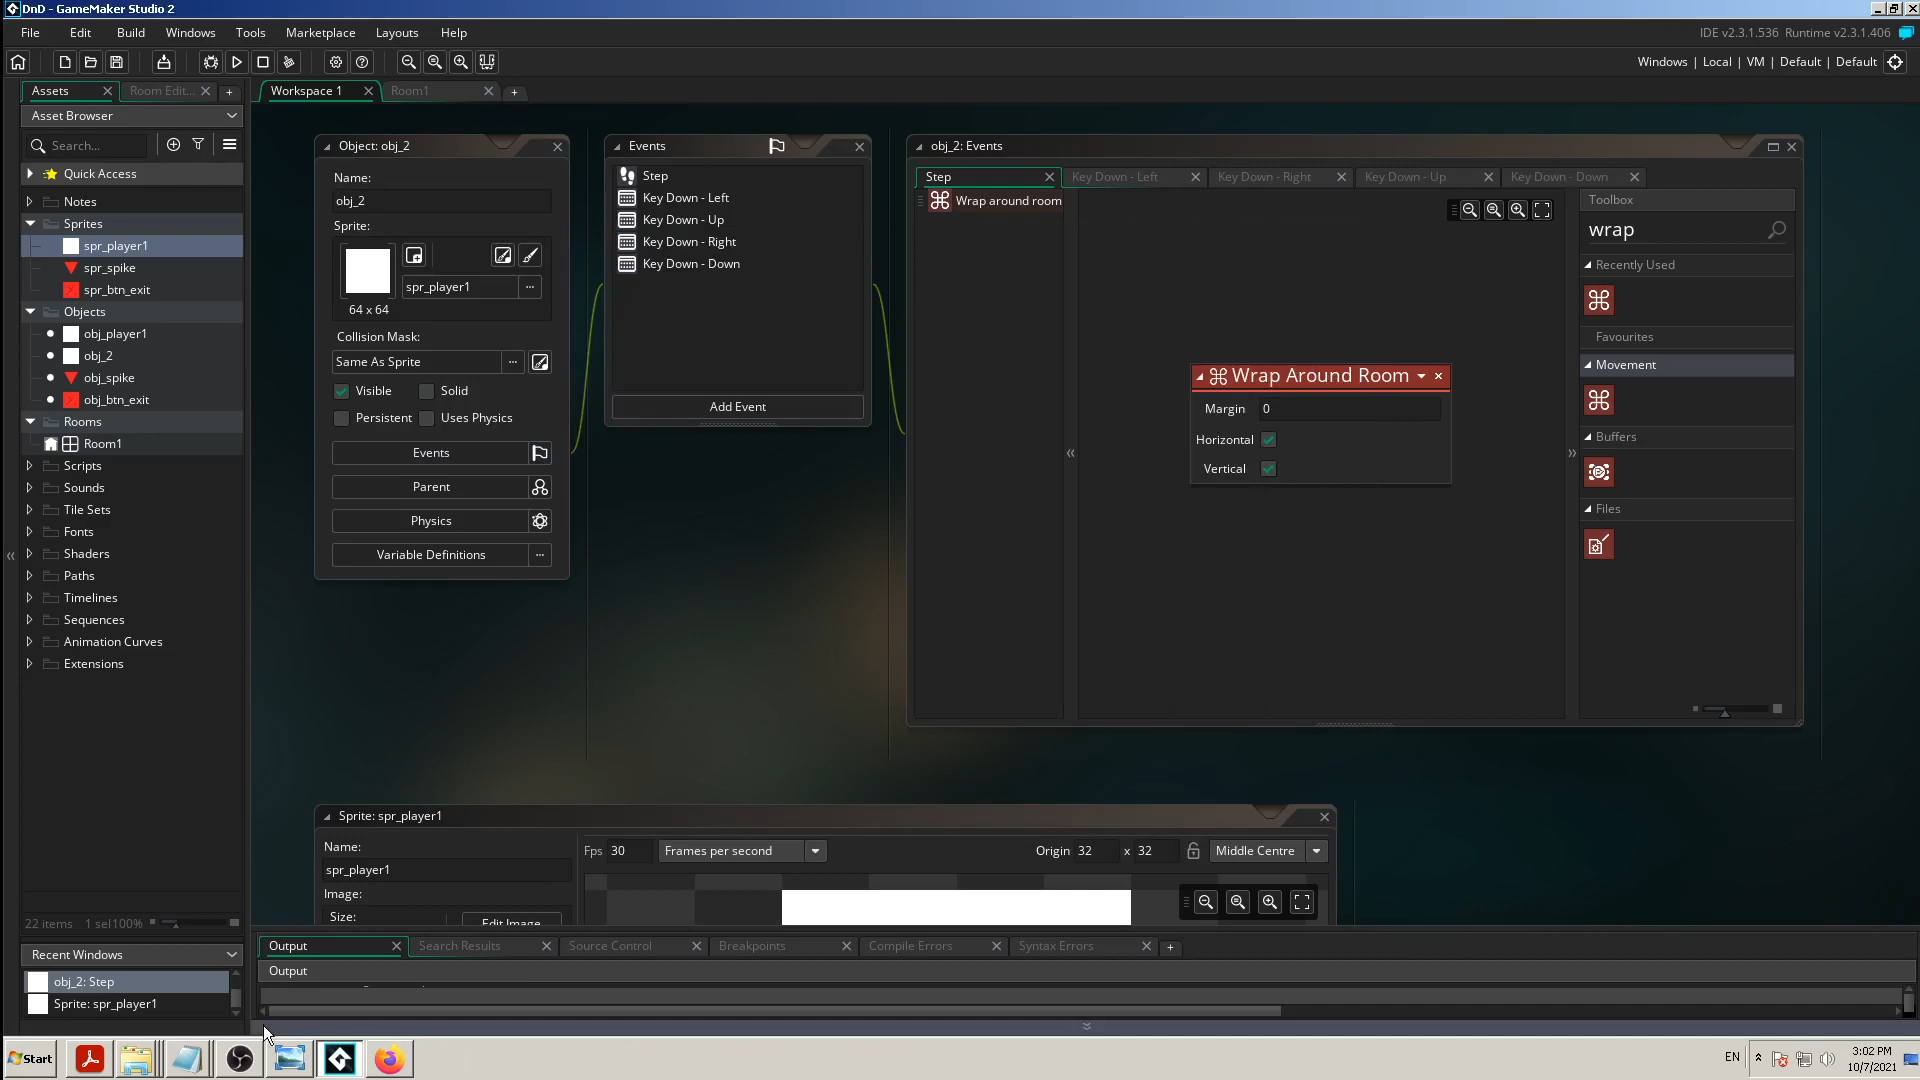 DnD - GameMaker Studio 2
File Edit Build Windows Tools Marketplace Layouts Help
IDE v2.3.1.536 Runtime v2.3.1.406
Windows | Local | VM | Default | Default
Assets
Room Edit...
Workspace 1
Room1
Asset Browser
Search...
Quick Access
Notes
Sprites
spr_player1
spr_spike
spr_btn_exit
Objects
obj_player1
obj_2
obj_spike
obj_btn_exit
Rooms
Room1
Scripts
Sounds
Tile Sets
Fonts
Shaders
Paths
Timelines
Sequences
Animation Curves
Extensions
22 items 1 sel 100%
Recent Windows
obj_2: Step
Sprite: spr_player1
Object: obj_2
Name:
obj_2
Sprite:
spr_player1
64 x 64
Collision Mask:
Same As Sprite
Visible Solid
Persistent Uses Physics
Events
Parent
Physics
Variable Definitions
Events
Step
Key Down - Left
Key Down - Up
Key Down - Right
Key Down - Down
Add Event
obj_2: Events
Step
Key Down - Left
Key Down - Right
Key Down - Up
Key Down - Down
Wrap around room
Wrap Around Room
Margin 0
Horizontal
Vertical
Toolbox
wrap
Recently Used
Favourites
Movement
Buffers
Files
Sprite: spr_player1
Name:
spr_player1
Image:
Size:
Edit Image
Fps 30 Frames per second
Origin 32 x 32 Middle Centre
Output
Search Results
Source Control
Breakpoints
Compile Errors
Syntax Errors
Output
Start
EN
3:02 PM
10/7/2021